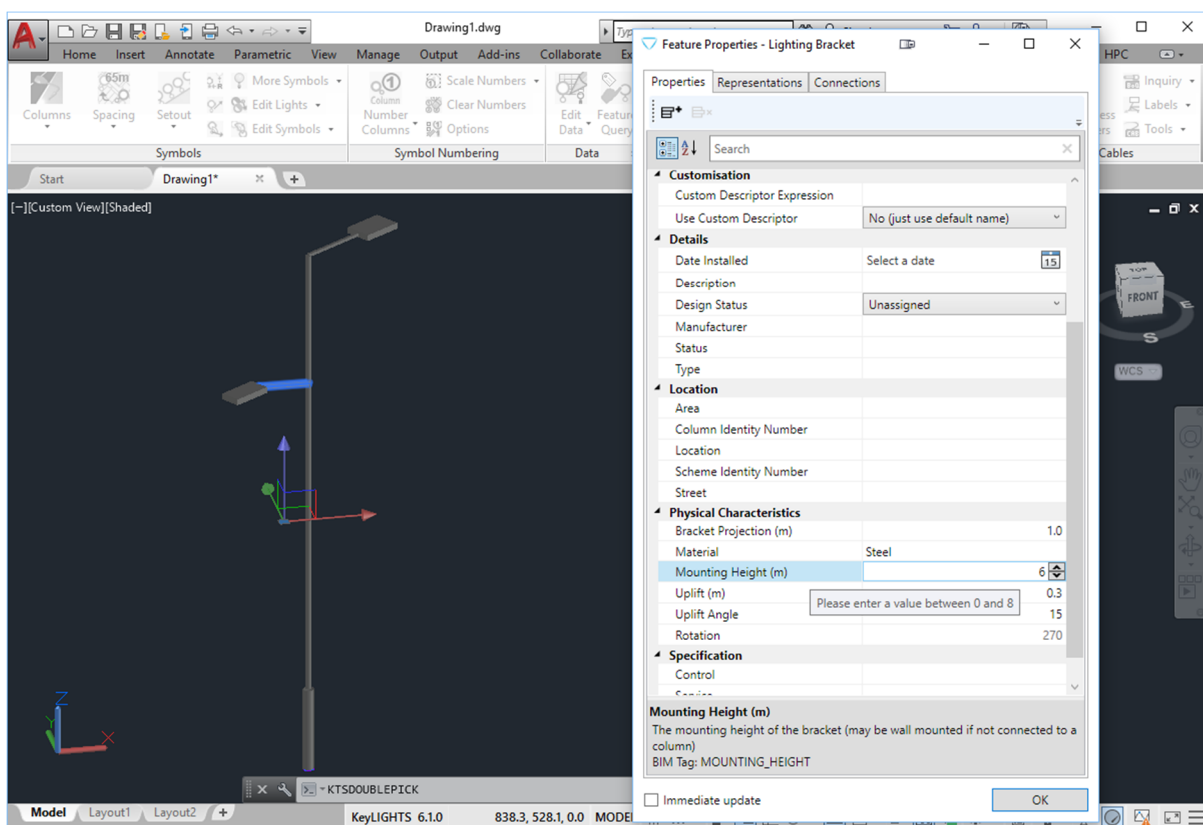 Drawing1.dwg
Home Insert Annotate Parametric View Manage Output Add-ins Collaborate HPC
Columns
65m
Spacing
Setout
More Symbols
Edit Lights
Edit Symbols
Column
Number
Columns
Scale Numbers
Clear Numbers
Options
Edit
Data
Feature
Query
Inquiry
Labels
Tools
Symbols
Symbol Numbering
Data
Cables
Start
Drawing1*
[−][Custom View][Shaded]
TOP
FRONT
E
S
WCS
Z
Y
X
KTSDOUBLEPICK
Model Layout1 Layout2 +
KeyLIGHTS 6.1.0
838.3, 528.1, 0.0 MODEL
Feature Properties - Lighting Bracket
Properties Representations Connections
A
Z
Search
Customisation
Custom Descriptor Expression
Use Custom Descriptor No (just use default name)
Details
Date Installed Select a date 15
Description
Design Status Unassigned
Manufacturer
Status
Type
Location
Area
Column Identity Number
Location
Scheme Identity Number
Street
Physical Characteristics
Bracket Projection (m) 1.0
Material Steel
Mounting Height (m) 6
Uplift (m) 0.3
Please enter a value between 0 and 8
Uplift Angle 15
Rotation 270
Specification
Control
Mounting Height (m)
The mounting height of the bracket (may be wall mounted if not connected to a
column)
BIM Tag: MOUNTING_HEIGHT
Immediate update
OK